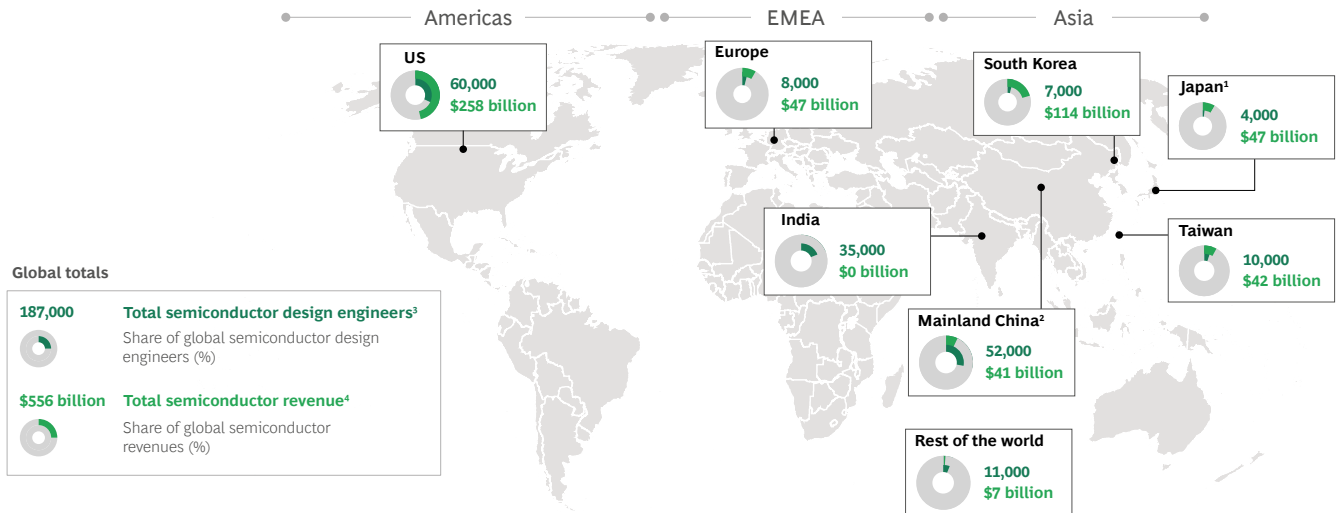 Americas
EMEA
Asia
US
60,000
$258 billion
Europe
8,000
$47 billion
South Korea
7,000
$114 billion
Japan¹
4,000
$47 billion
India
35,000
$0 billion
Taiwan
10,000
$42 billion
Mainland China²
52,000
$41 billion
Rest of the world
11,000
$7 billion
Global totals
187,000 Total semiconductor design engineers³
Share of global semiconductor design
engineers (%)
$556 billion Total semiconductor revenue⁴
Share of global semiconductor
revenues (%)